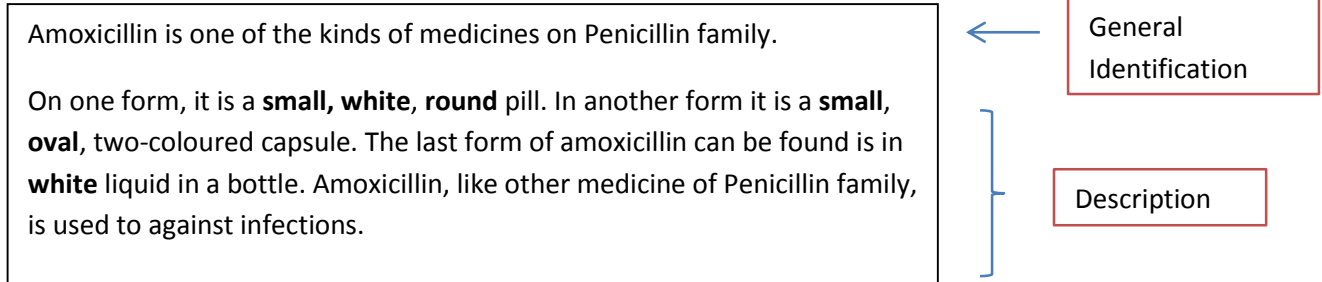 Amoxicillin is one of the kinds of medicines on Penicillin family.
On one form, it is a small, white, round pill. In another form it is a small,
oval, two-coloured capsule. The last form of amoxicillin can be found is in
white liquid in a bottle. Amoxicillin, like other medicine of Penicillin family,
is used to against infections.
General
Identification
Description